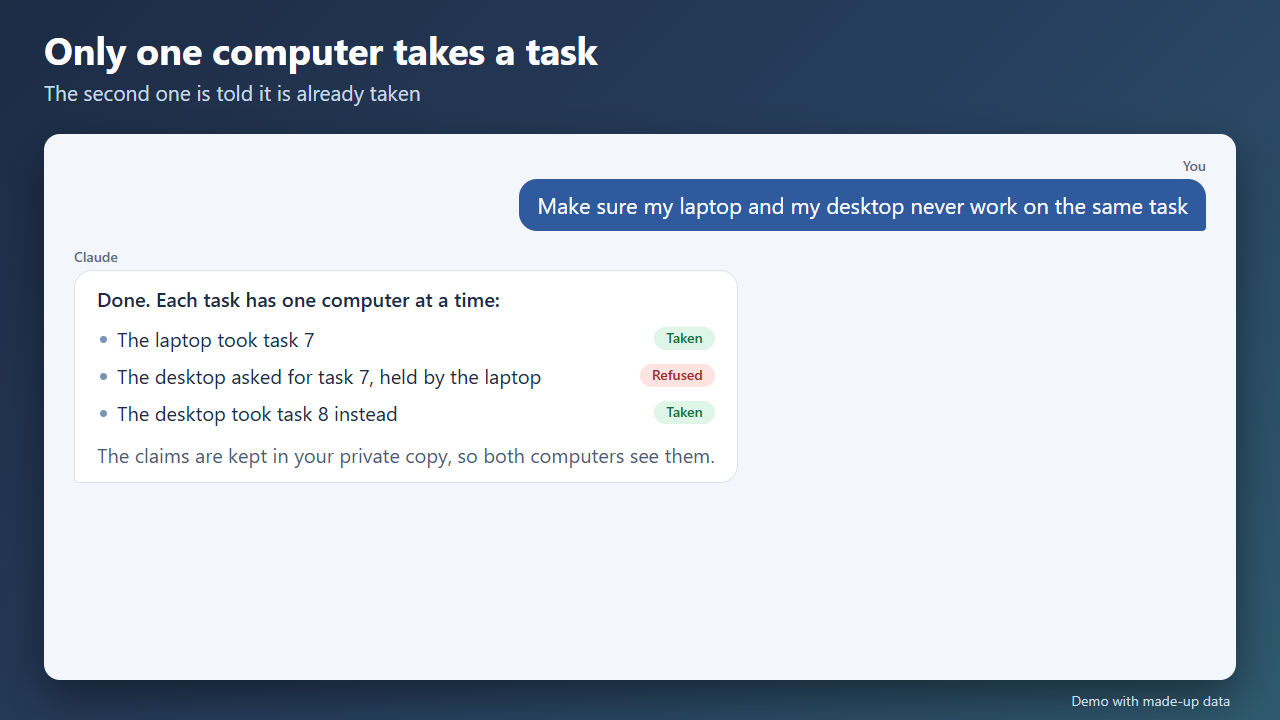 Only one computer takes a task
The second one is told it is already taken
You
Make sure my laptop and my desktop never work on the same task
Claude
Done. Each task has one computer at a time:
The laptop took task 7 Taken
The desktop asked for task 7, held by the laptop Refused
The desktop took task 8 instead Taken
The claims are kept in your private copy, so both computers see them.
Demo with made-up data